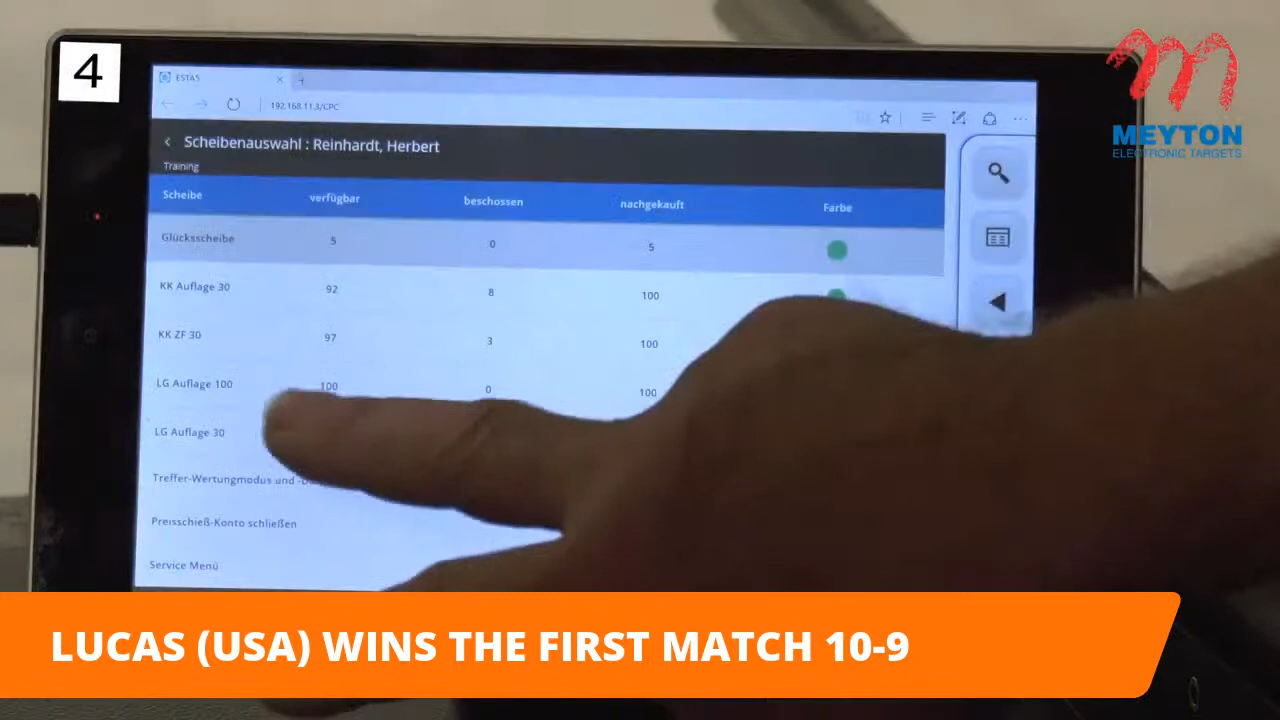 4
ESTA5
192.168.11.3/CPC
Scheibenauswahl : Reinhardt, Herbert
Training
Scheibe verfügbar beschossen nachgekauft Farbe
Glücksscheibe 5 0 5
KK Auflage 30 92 8 100
KK ZF 30 97 3 100
LG Auflage 100 100 0 100
LG Auflage 30
Treffer-Wertungmodus und
Preisschieß-Konto schließen
Service Menü
MEYTON
ELECTRONIC TARGETS
LUCAS (USA) WINS THE FIRST MATCH 10-9